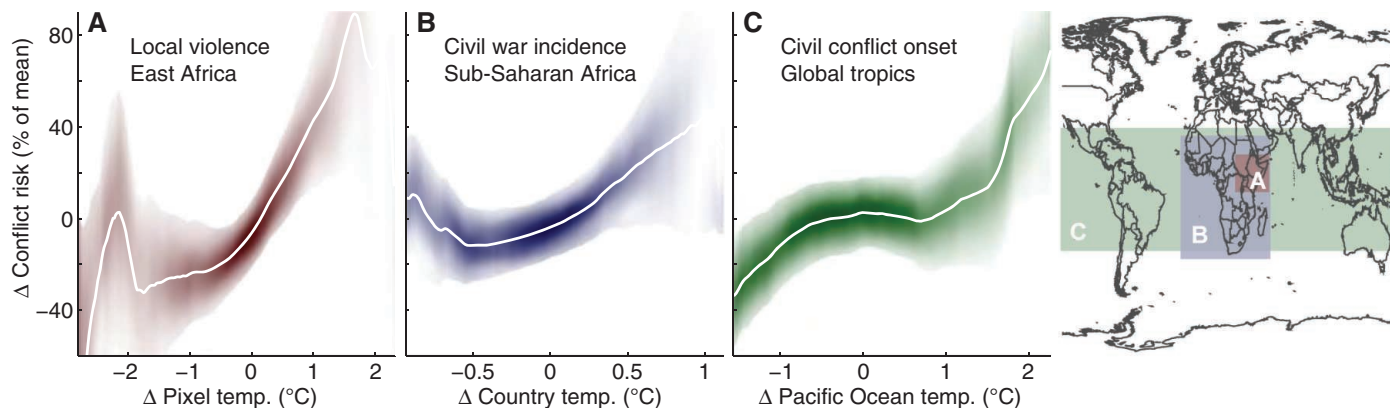 A
Local violence
East Africa
B
Civil war incidence
Sub-Saharan Africa
C
Civil conflict onset
Global tropics
Δ Conflict risk (% of mean)
80
40
0
−40
−2 −1 0 1 2
Δ Pixel temp. (°C)
−0.5 0 0.5 1
Δ Country temp. (°C)
−1 0 1 2
Δ Pacific Ocean temp. (°C)
A
B
C